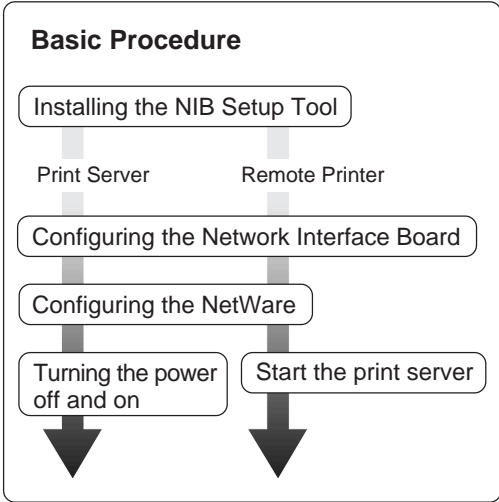 Basic Procedure
Installing the NIB Setup Tool
Print Server
Remote Printer
Configuring the Network Interface Board
Configuring the NetWare
Turning the power
off and on
Start the print server